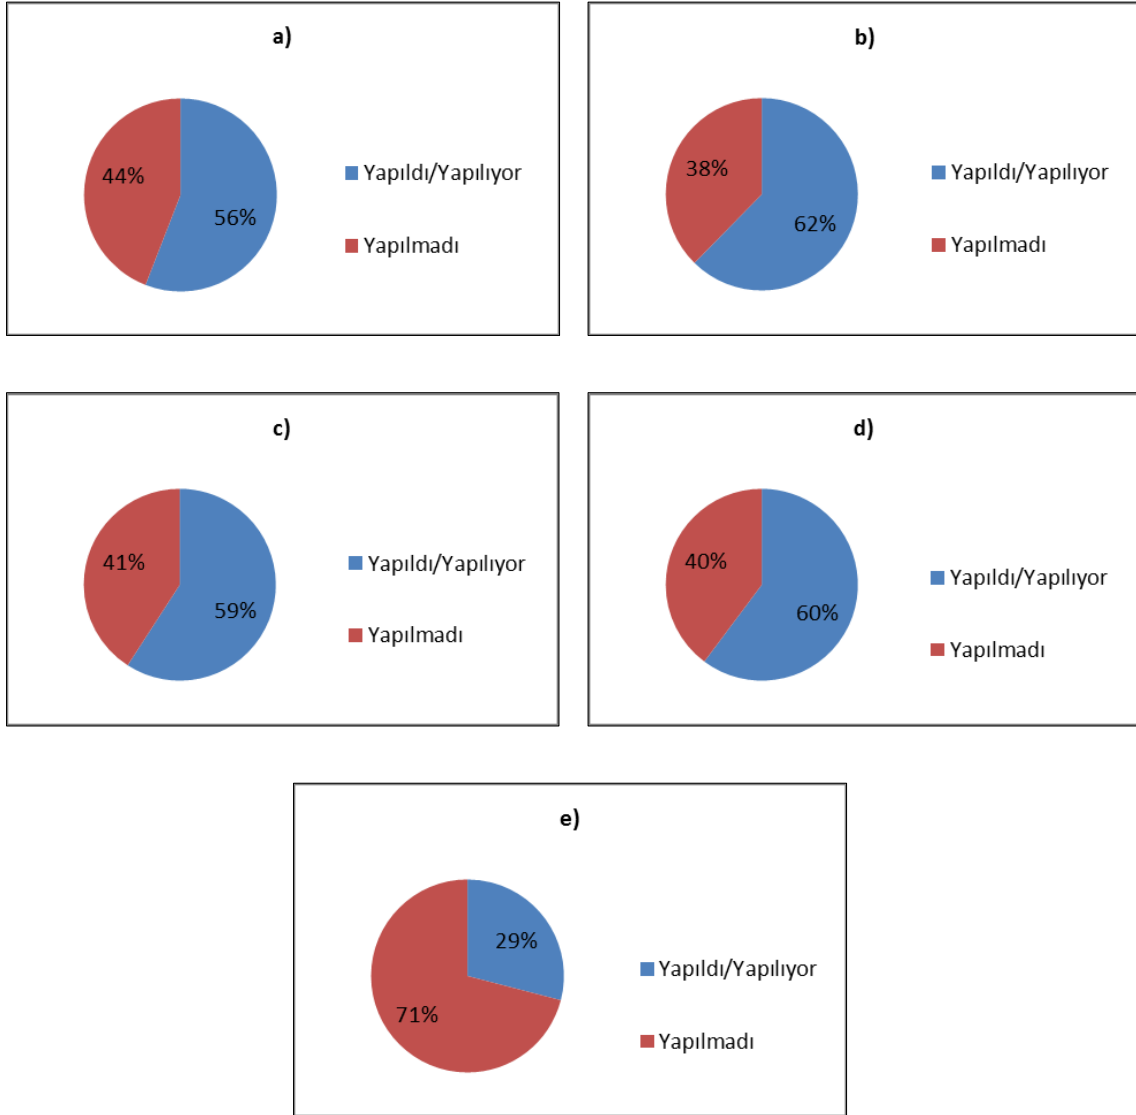 a)
44%
56%
Yapıldı/Yapılıyor
Yapılmadı
b)
38%
62%
Yapıldı/Yapılıyor
Yapılmadı
c)
41%
59%
Yapıldı/Yapılıyor
Yapılmadı
d)
40%
60%
Yapıldı/Yapılıyor
Yapılmadı
e)
29%
71%
Yapıldı/Yapılıyor
Yapılmadı